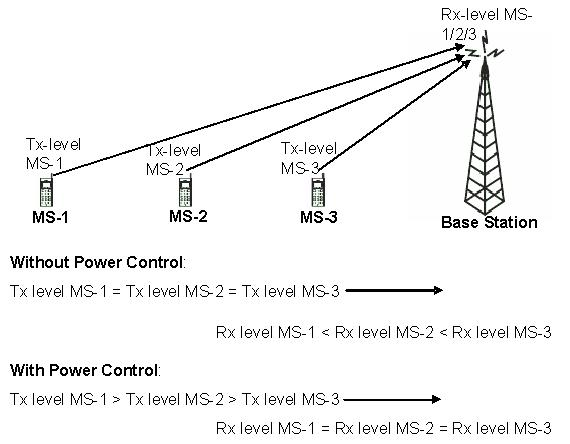 Rx-level MS-
1/2/3
Tx-level
MS-1
Tx-level
MS-2
Tx-level
MS-3
MS-1
MS-2
MS-3
Base Station
Without Power Control:
Tx level MS-1 = Tx level MS-2 = Tx level MS-3
Rx level MS-1 < Rx level MS-2 < Rx level MS-3
With Power Control:
Tx level MS-1 > Tx level MS-2 > Tx level MS-3
Rx level MS-1 = Rx level MS-2 = Rx level MS-3